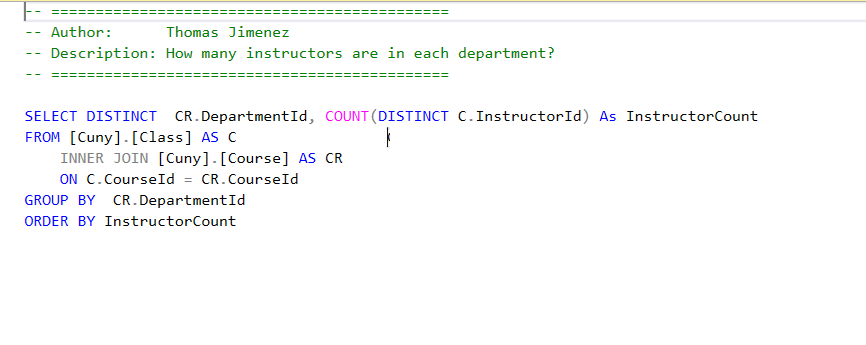 -- =============================================
-- Author:      Thomas Jimenez
-- Description: How many instructors are in each department?
-- =============================================

SELECT DISTINCT  CR.DepartmentId, COUNT(DISTINCT C.InstructorId) As InstructorCount
FROM [Cuny].[Class] AS C
    INNER JOIN [Cuny].[Course] AS CR
    ON C.CourseId = CR.CourseId
GROUP BY  CR.DepartmentId
ORDER BY InstructorCount